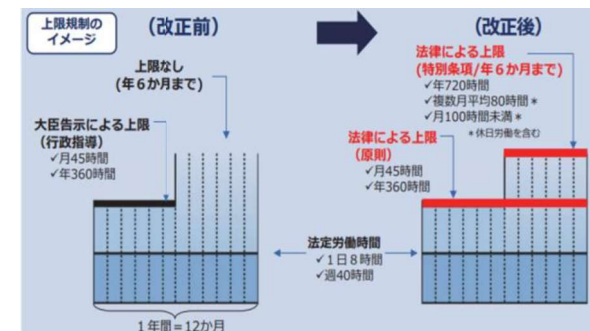 上限規制の
イメージ
（改正前）
（改正後）
上限なし
(年６か月まで)
大臣告示による上限
（行政指導）
✓月45時間
✓年360時間
法律による上限
(特別条項/年６か月まで)
✓年720時間
✓複数月平均80時間＊
✓月100時間未満＊
＊休日労働を含む
法律による上限
（原則）
✓月45時間
✓年360時間
法定労働時間
✓１日８時間
✓週40時間
１年間＝12か月